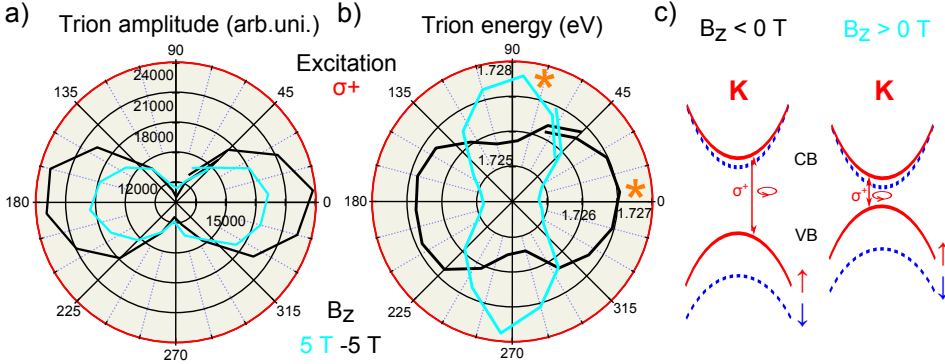 a)
Trion amplitude (arb.uni.)
90
24000
21000
18000
12000
15000
135
45
180
0
225
315
270
Excitation
σ+
Bz
5 T -5 T
b)
Trion energy (eV)
90
1.728
*
1.725
*
1.726
1.727
135
45
180
0
225
315
270
c)
Bz < 0 T
Bz > 0 T
K
K
CB
σ+
σ+
VB